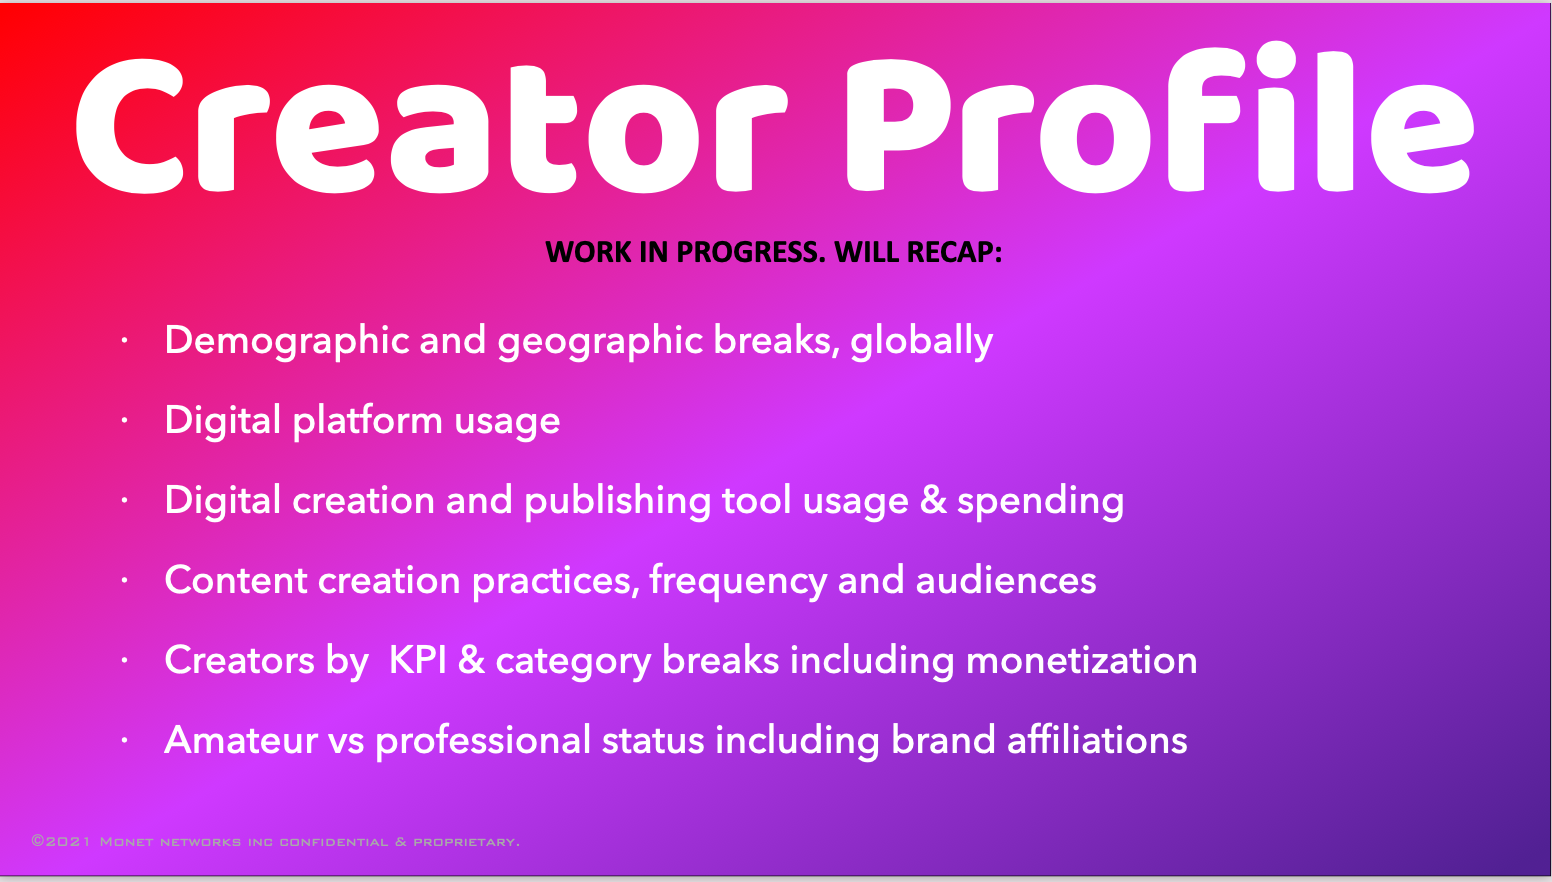 Creator Profile
WORK IN PROGRESS. WILL RECAP:
· Demographic and geographic breaks, globally
· Digital platform usage
· Digital creation and publishing tool usage & spending
· Content creation practices, frequency and audiences
· Creators by  KPI & category breaks including monetization
· Amateur vs professional status including brand affiliations
©2021 Monet networks inc confidential & proprietary.